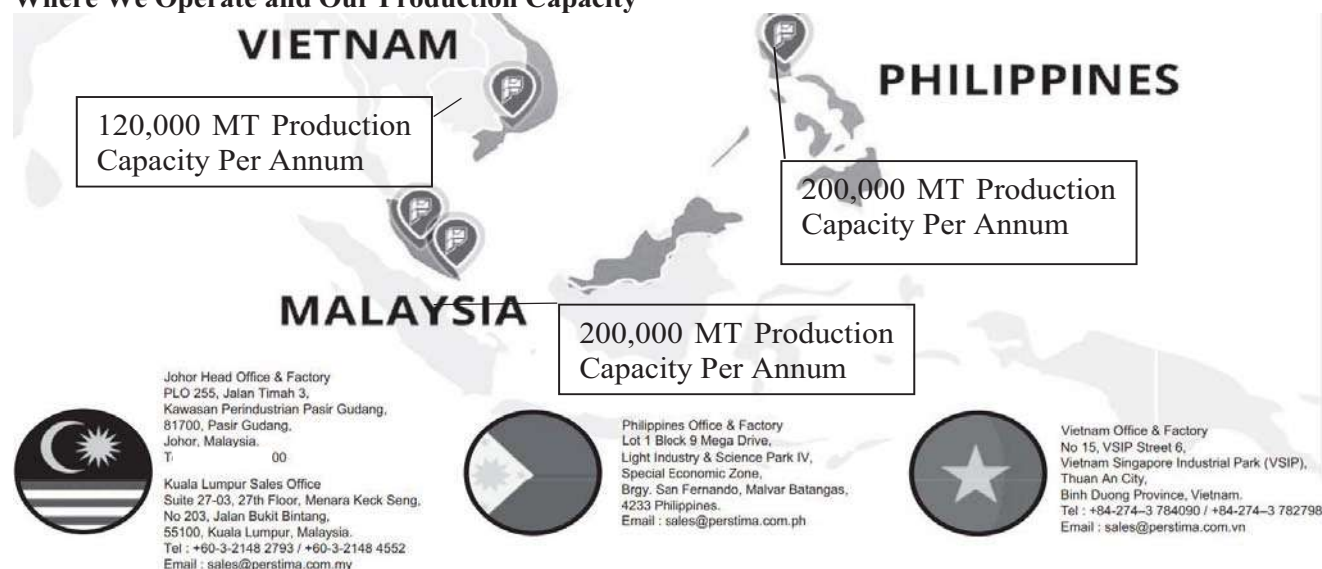 Where We Operate and Our Production Capacity
VIETNAM
PHILIPPINES
120,000 MT Production
Capacity Per Annum
200,000 MT Production
Capacity Per Annum
MALAYSIA
200,000 MT Production
Capacity Per Annum
Johor Head Office & Factory
PLO 255, Jalan Timah 3,
Kawasan Perindustrian Pasir Gudang,
81700, Pasir Gudang,
Johor, Malaysia.
T 00
Kuala Lumpur Sales Office
Suite 27-03, 27th Floor, Menara Keck Seng,
No 203, Jalan Bukit Bintang,
55100, Kuala Lumpur, Malaysia.
Tel : +60-3-2148 2793 / +60-3-2148 4552
Email : sales@perstima.com.my
Philippines Office & Factory
Lot 1 Block 9 Mega Drive,
Light Industry & Science Park IV,
Special Economic Zone,
Brgy. San Fernando, Malvar Batangas,
4233 Philippines.
Email : sales@perstima.com.ph
Vietnam Office & Factory
No 15, VSIP Street 6,
Vietnam Singapore Industrial Park (VSIP),
Thuan An City,
Binh Duong Province, Vietnam.
Tel : +84-274–3 784090 / +84-274–3 782798
Email : sales@perstima.com.vn